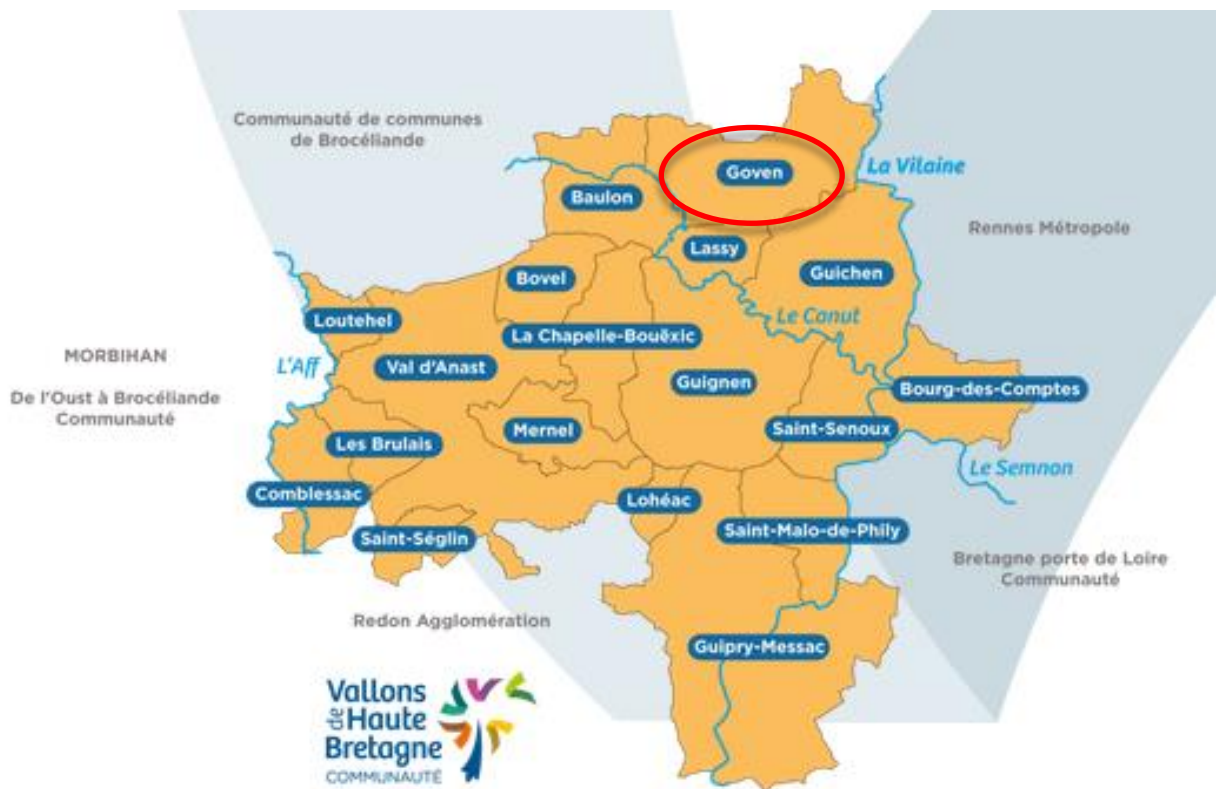 Communauté de communes
de Brocéliande
Goven
La Vilaine
Baulon
Rennes Métropole
Lassy
Guichen
Bovel
Loutehel
Le Canut
La Chapelle-Bouëxic
MORBIHAN
L'Aff
Val d'Anast
Guignen
Bourg-des-Comptes
De l'Oust à Brocéliande
Communauté
Mernel
Saint-Senoux
Les Brulais
Le Semnon
Comblessac
Lohéac
Saint-Séglin
Saint-Malo-de-Phily
Bretagne porte de Loire
Communauté
Redon Agglomération
Guipry-Messac
Vallons
de Haute
Bretagne
COMMUNAUTÉ